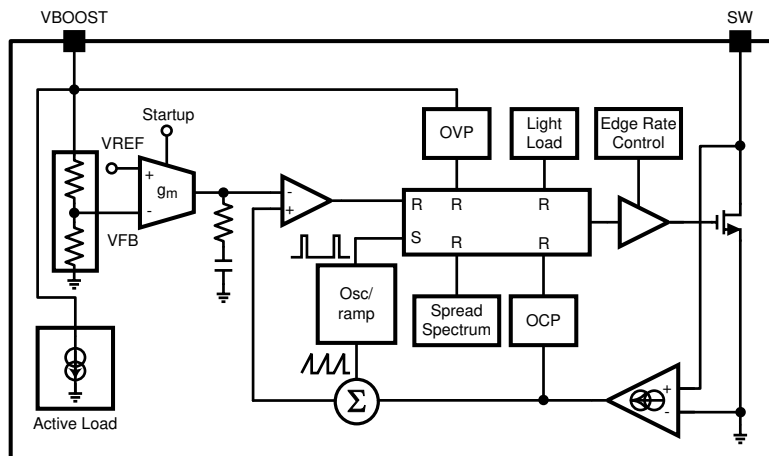 VBOOST
SW
Startup
VREF
OVP
Light
Load
Edge Rate
Control
+
gm
-
VFB
-
+
R
R
R
S
R
R
Osc/
ramp
Spread
Spectrum
OCP
Σ
+
-
Active Load